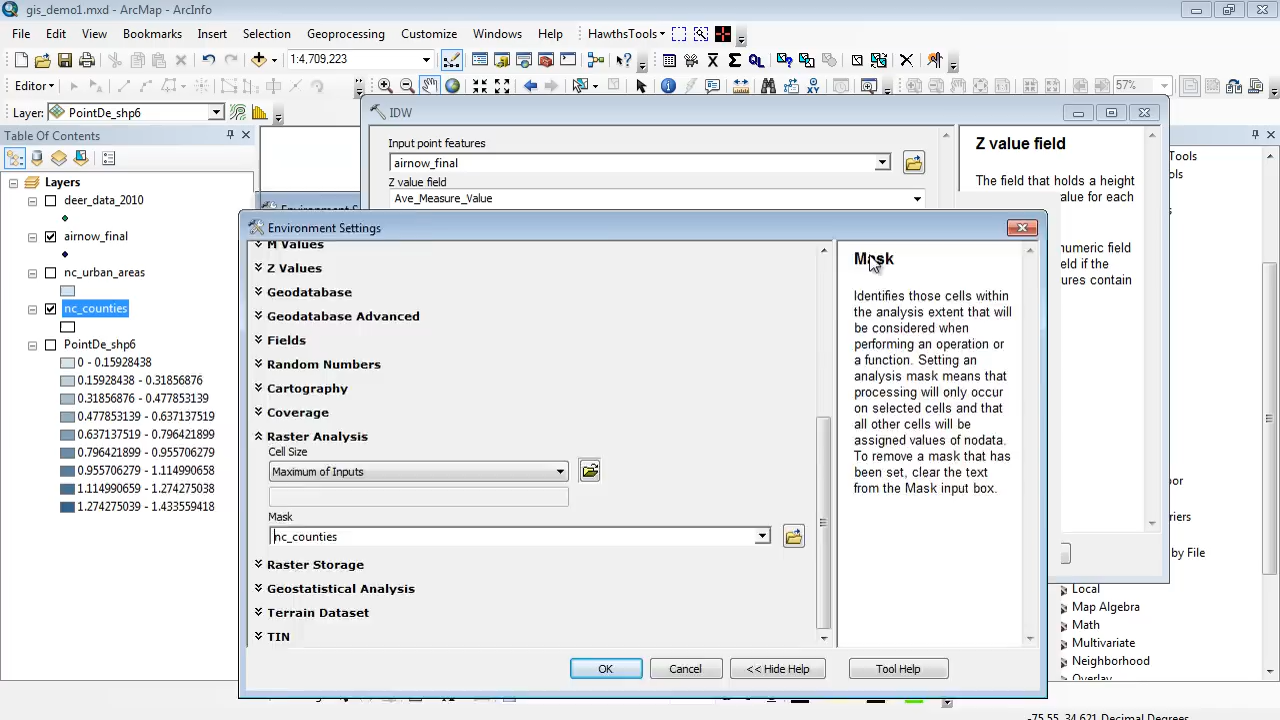 gis_demo1.mxd - ArcMap - ArcInfo
File Edit View Bookmarks Insert Selection Geoprocessing Customize Windows Help HawthsTools
1:4,709,223
Editor 57%
Layer: PointDe_shp6
IDW
Table Of Contents
Layers
deer_data_2010
airnow_final
nc_urban_areas
nc_counties
PointDe_shp6
0 - 0.15928438
0.15928438 - 0.31856876
0.31856876 - 0.477853139
0.477853139 - 0.637137519
0.637137519 - 0.796421899
0.796421899 - 0.955706279
0.955706279 - 1.114990658
1.114990659 - 1.274275038
1.274275039 - 1.433559418
Input point features
airnow_final
Z value field
Ave_Measure_Value
Z value field
The field that holds a height
value for each
numeric field
eld if the
ures contain
Environment Settings
M Values
Z Values
Geodatabase
Geodatabase Advanced
Fields
Random Numbers
Cartography
Coverage
Raster Analysis
Cell Size
Maximum of Inputs
Mask
nc_counties
Raster Storage
Geostatistical Analysis
Terrain Dataset
TIN
Mask
Identifies those cells within
the analysis extent that will
be considered when
performing an operation or
a function. Setting an
analysis mask means that
processing will only occur
on selected cells and that
all other cells will be
assigned values of nodata.
To remove a mask that has
been set, clear the text
from the Mask input box.
OK Cancel << Hide Help Tool Help
Tools
ols
or
riers
by File
Local
Map Algebra
Math
Multivariate
Neighborhood
Overlay
-75.55 34.621 Decimal Degrees